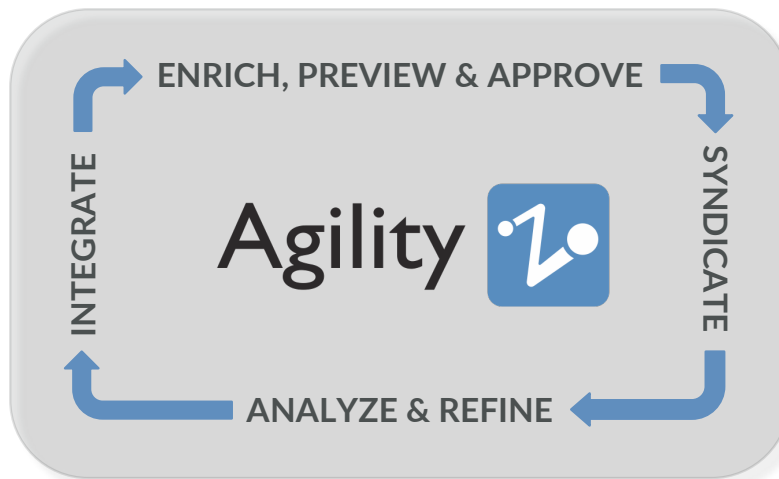 ENRICH, PREVIEW & APPROVE
SYNDICATE
ANALYZE & REFINE
INTEGRATE
Agility